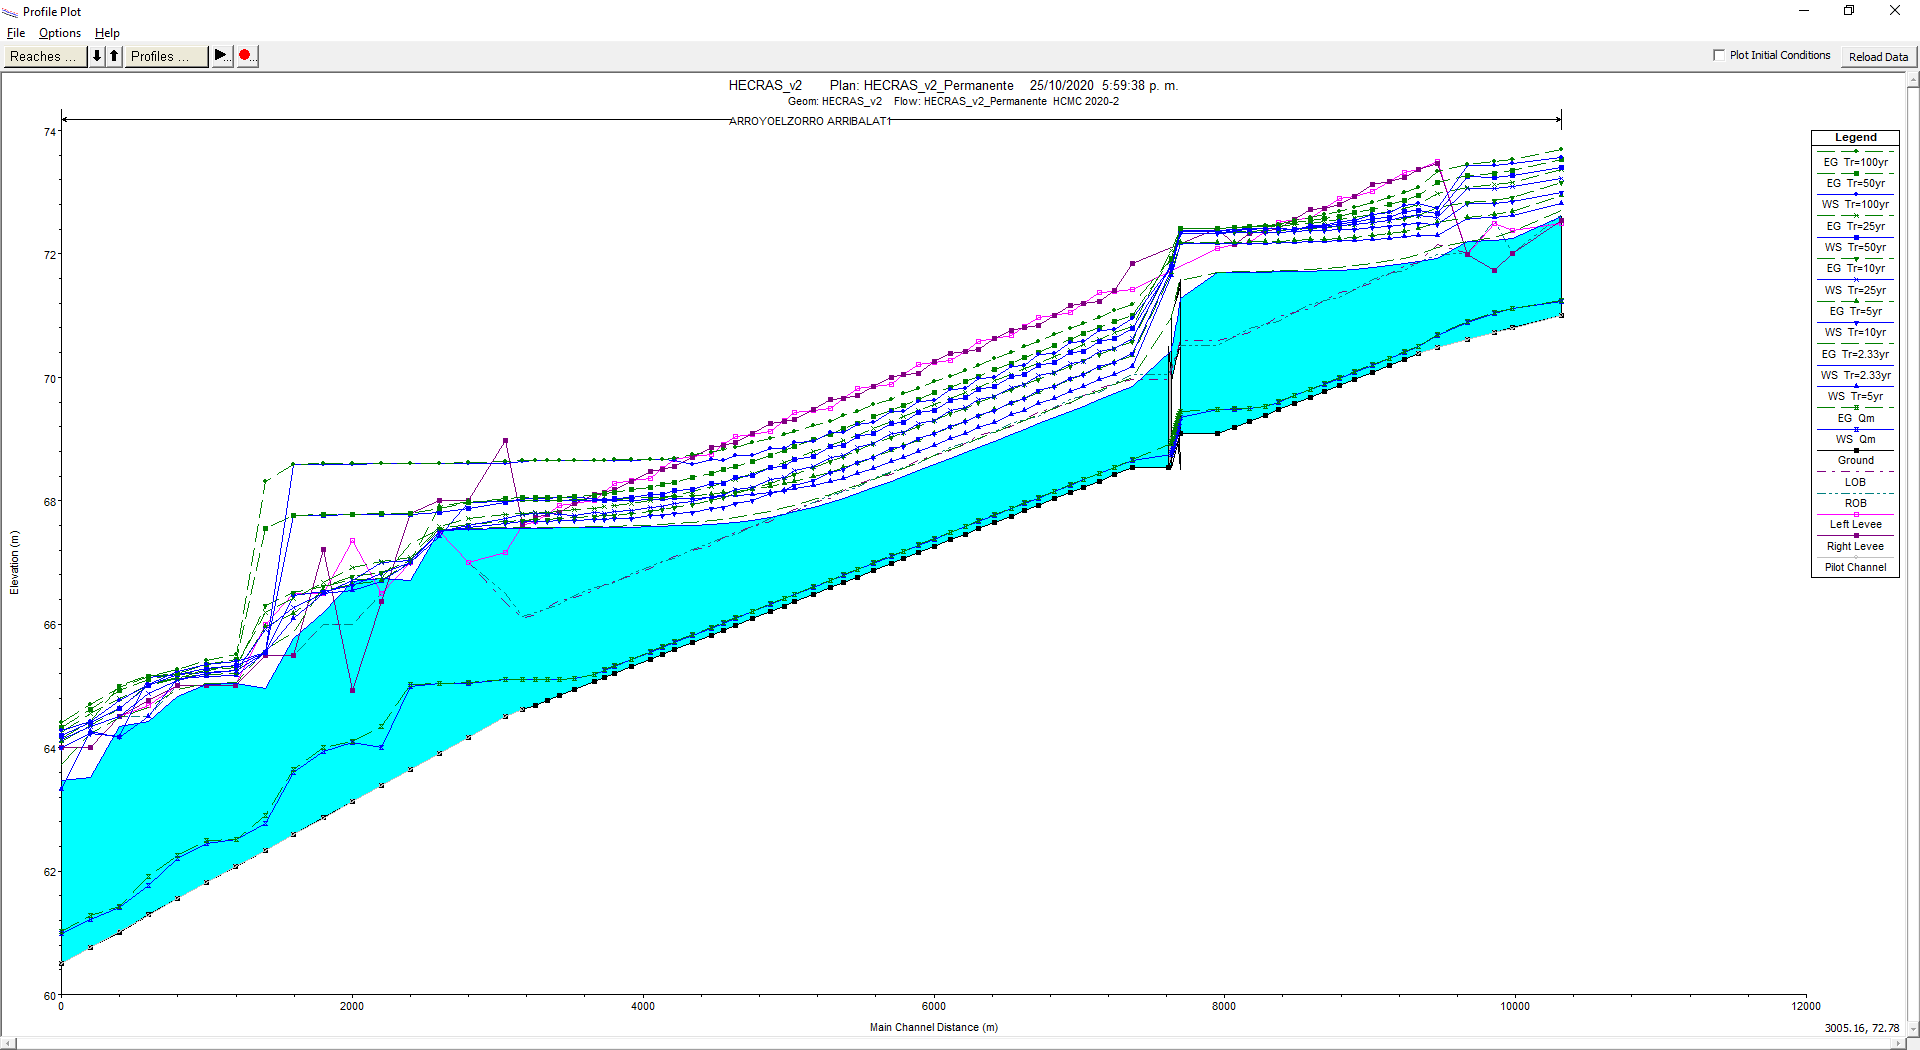 Profile Plot
File Options Help
Reaches ... Profiles ... ... ... Plot Initial Conditions Reload Data
HECRAS_v2 Plan: HECRAS_v2_Permanente 25/10/2020 5:59:38 p. m.
Geom: HECRAS_v2 Flow: HECRAS_v2_Permanente HCMC 2020-2
ARROYOELZORRO ARRIBALAT1
74
72
70
68
66
64
62
60
Elevation (m)
0 2000 4000 6000 8000 10000 12000
Main Channel Distance (m)
Legend
EG Tr=100yr
EG Tr=50yr
WS Tr=100yr
EG Tr=25yr
WS Tr=50yr
EG Tr=10yr
WS Tr=25yr
EG Tr=5yr
WS Tr=10yr
EG Tr=2.33yr
WS Tr=2.33yr
WS Tr=5yr
EG Qm
WS Qm
Ground
LOB
ROB
Left Levee
Right Levee
Pilot Channel
3005.16, 72.78